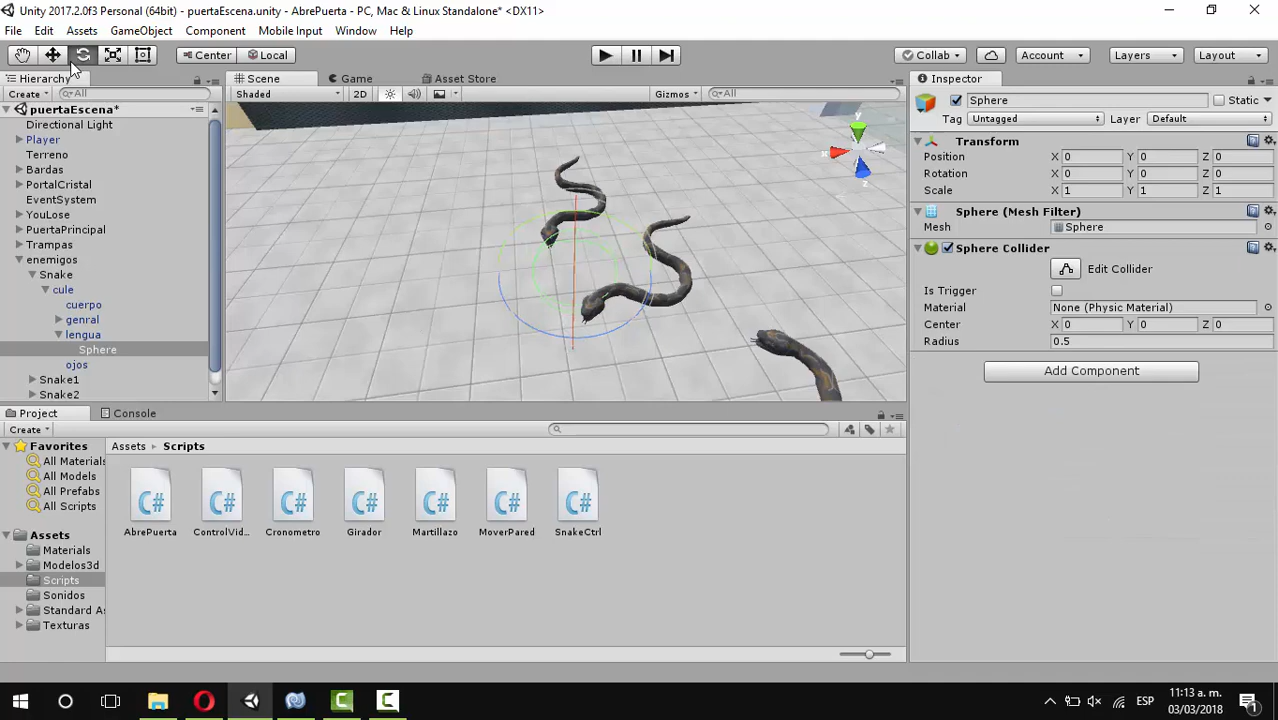 Unity 2017.2.0f3 Personal (64bit) - puertaEscena.unity - AbrePuerta - PC, Mac & Linux Standalone* <DX11>
File Edit Assets GameObject Component Mobile Input Window Help
Center Local Collab Account Layers Layout
Hierarchy Scene Game Asset Store Inspector
Create All Shaded 2D Gizmos All Sphere Static
puertaEscena* Tag Untagged Layer Default
Directional Light
Player
Terreno
Bardas
PortalCristal
EventSystem
YouLose
PuertaPrincipal
Trampas
enemigos
Snake
cule
cuerpo
genral
lengua
Sphere
ojos
Snake1
Snake2
y
x
z
Transform
Position X 0 Y 0 Z 0
Rotation X 0 Y 0 Z 0
Scale X 1 Y 1 Z 1
Sphere (Mesh Filter)
Mesh Sphere
Sphere Collider
Edit Collider
Is Trigger
Material None (Physic Material)
Center X 0 Y 0 Z 0
Radius 0.5
Add Component
Project Console
Create
Favorites
All Materials
All Models
All Prefabs
All Scripts
Assets
Materials
Modelos3d
Scripts
Sonidos
Standard As
Texturas
Assets Scripts
C# C# C# C# C# C# C#
AbrePuerta ControlVid... Cronometro Girador Martillazo MoverPared SnakeCtrl
ESP
11:13 a. m.
03/03/2018
1